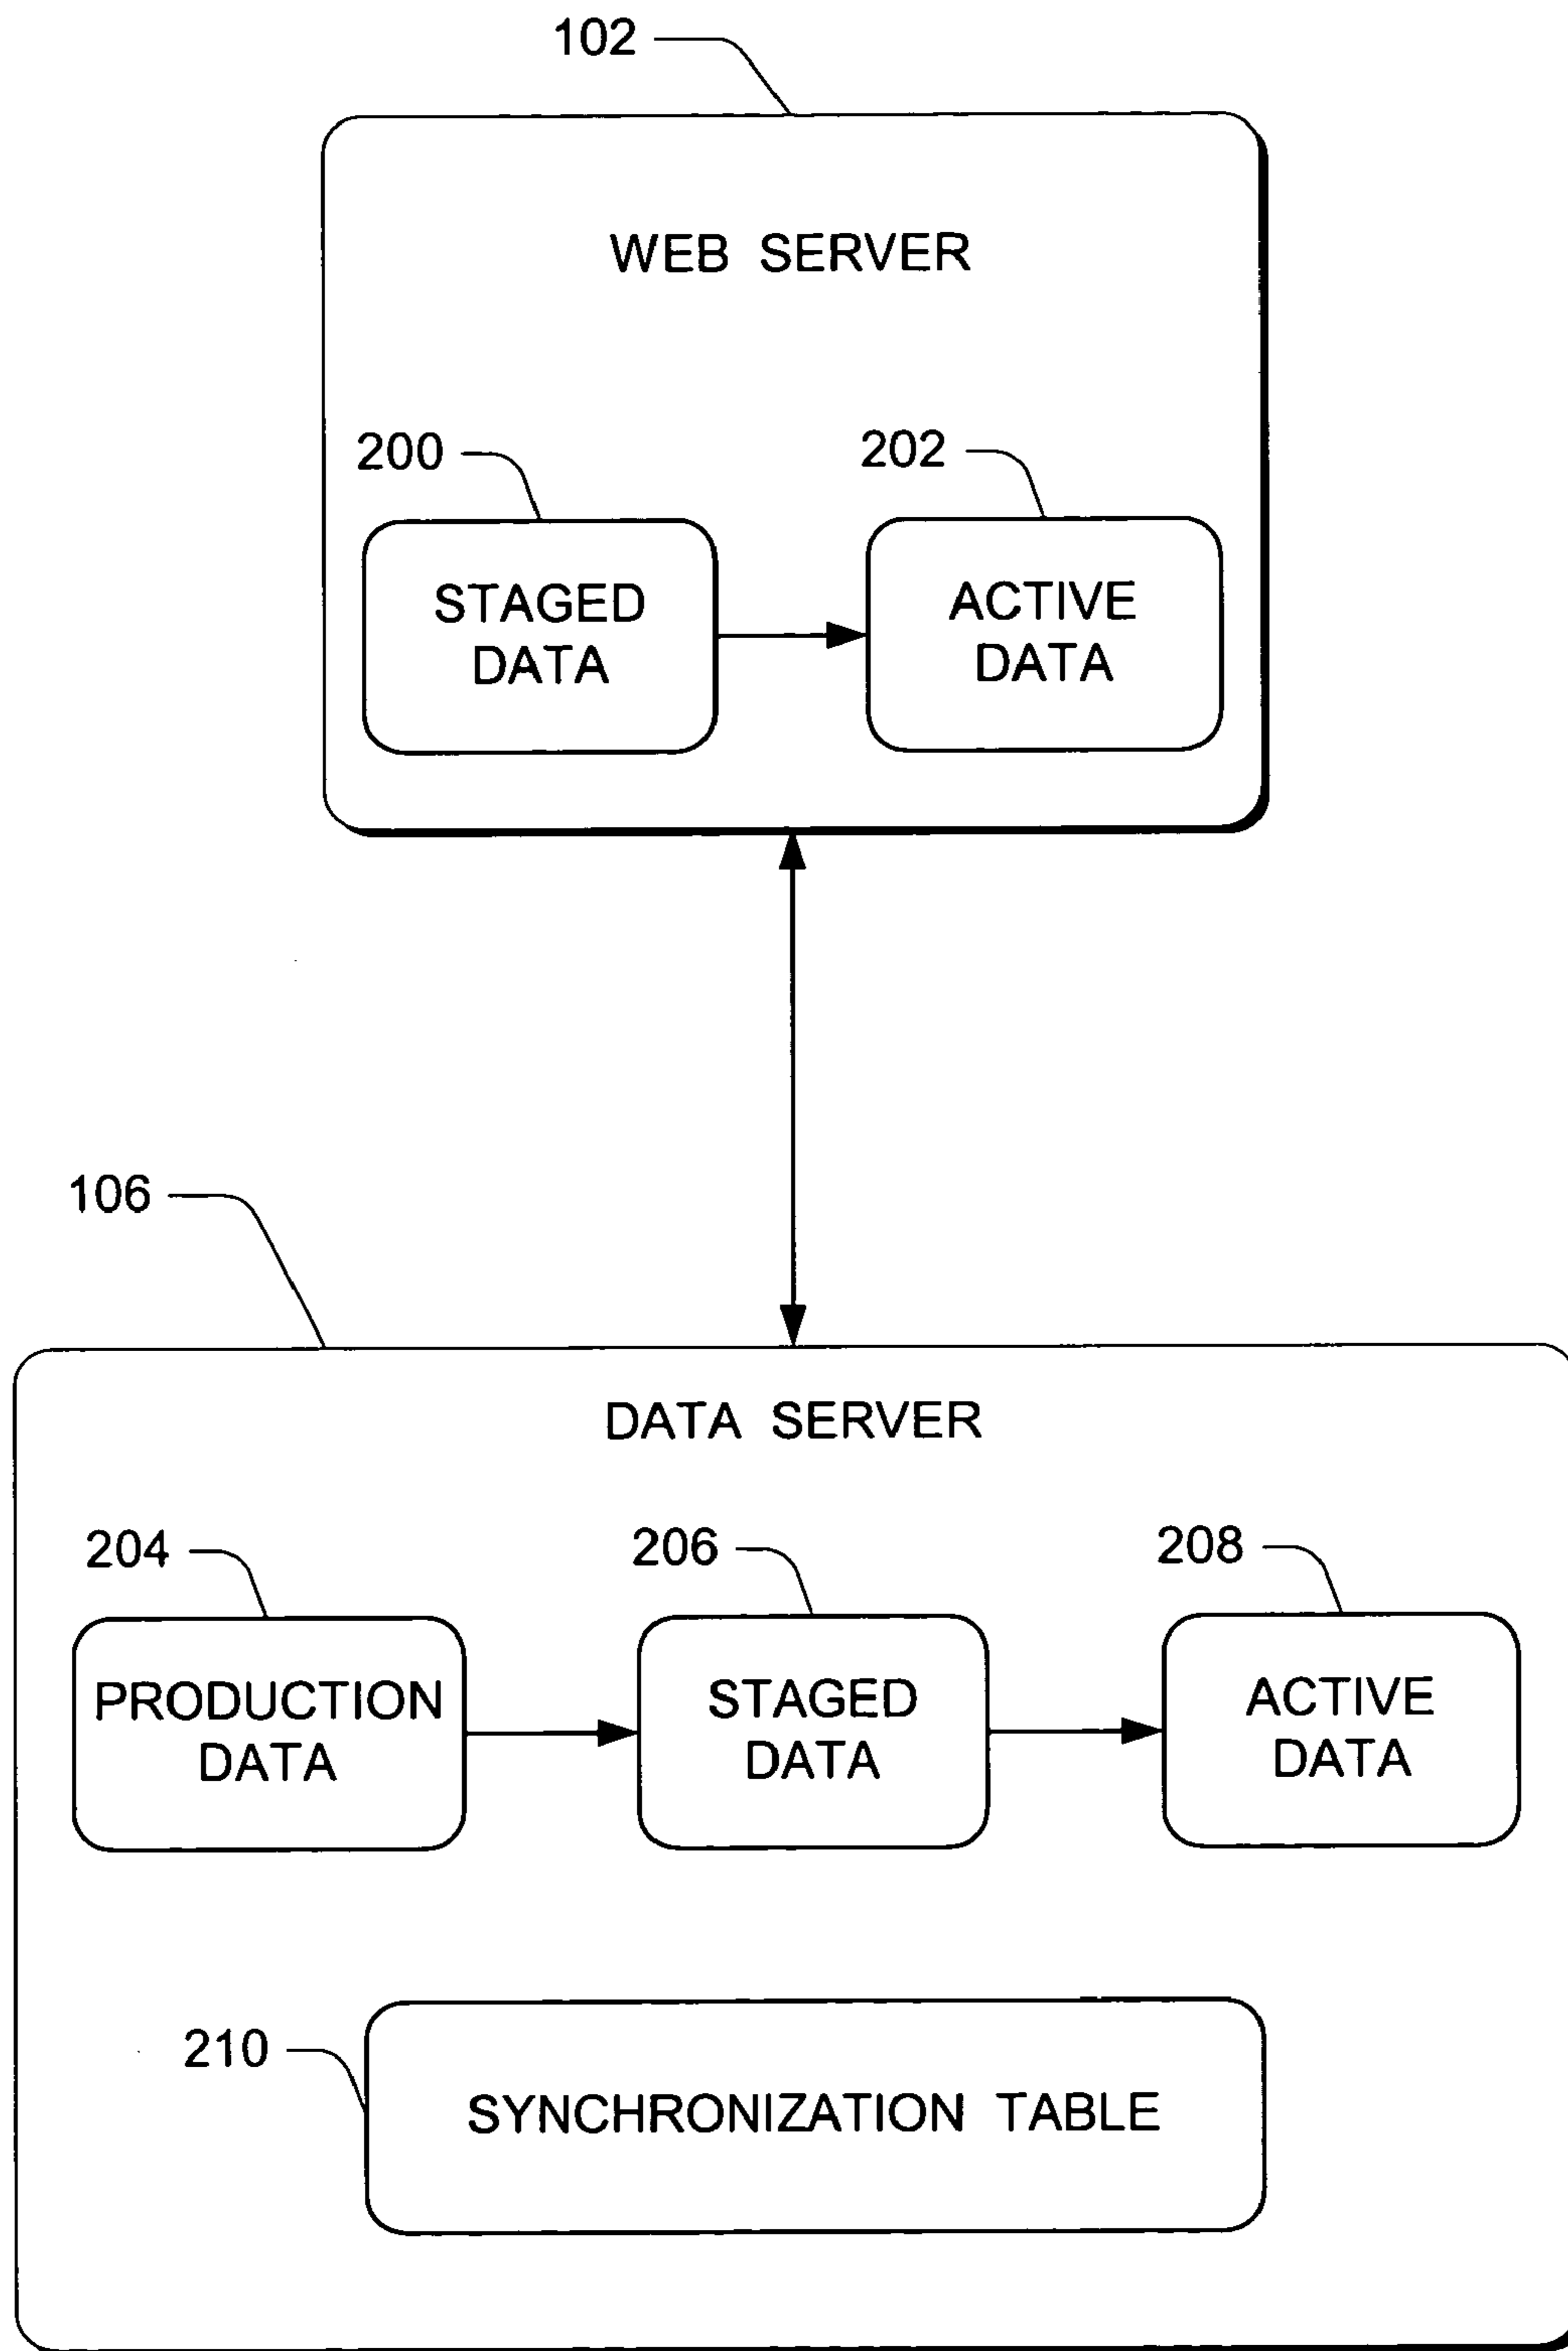 102
WEB SERVER
200
202
STAGED
DATA
ACTIVE
DATA
106
DATA SERVER
204
206
208
PRODUCTION
DATA
STAGED
DATA
ACTIVE
DATA
210
SYNCHRONIZATION TABLE